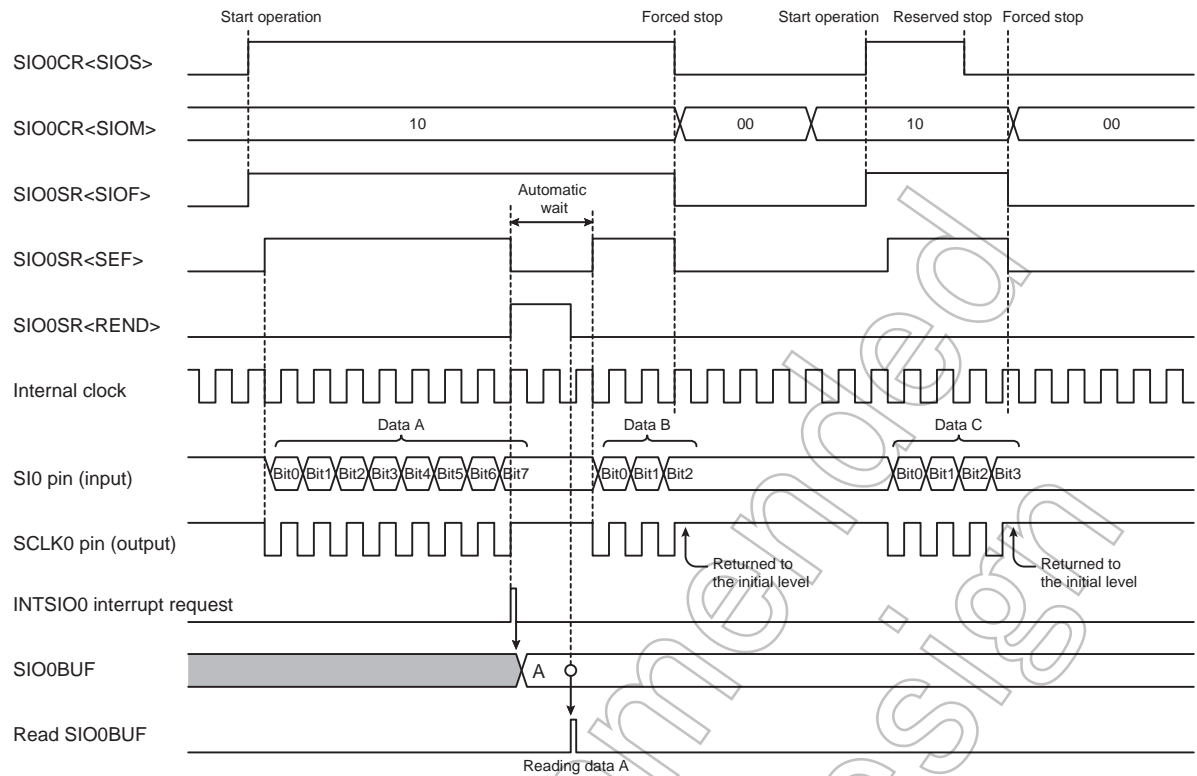 Start operation Forced stop Start operation Reserved stop Forced stop
SIO0CR<SIOS>
SIO0CR<SIOM> 10 00 10 00
SIO0SR<SIOF>
Automatic
wait
SIO0SR<SEF>
SIO0SR<REND>
Internal clock
Data A Data B Data C
SI0 pin (input) Bit0 Bit1 Bit2 Bit3 Bit4 Bit5 Bit6 Bit7 Bit0 Bit1 Bit2 Bit0 Bit1 Bit2 Bit3
SCLK0 pin (output)
Returned to Returned to
the initial level the initial level
INTSIO0 interrupt request
SIO0BUF A
Read SIO0BUF
Reading data A